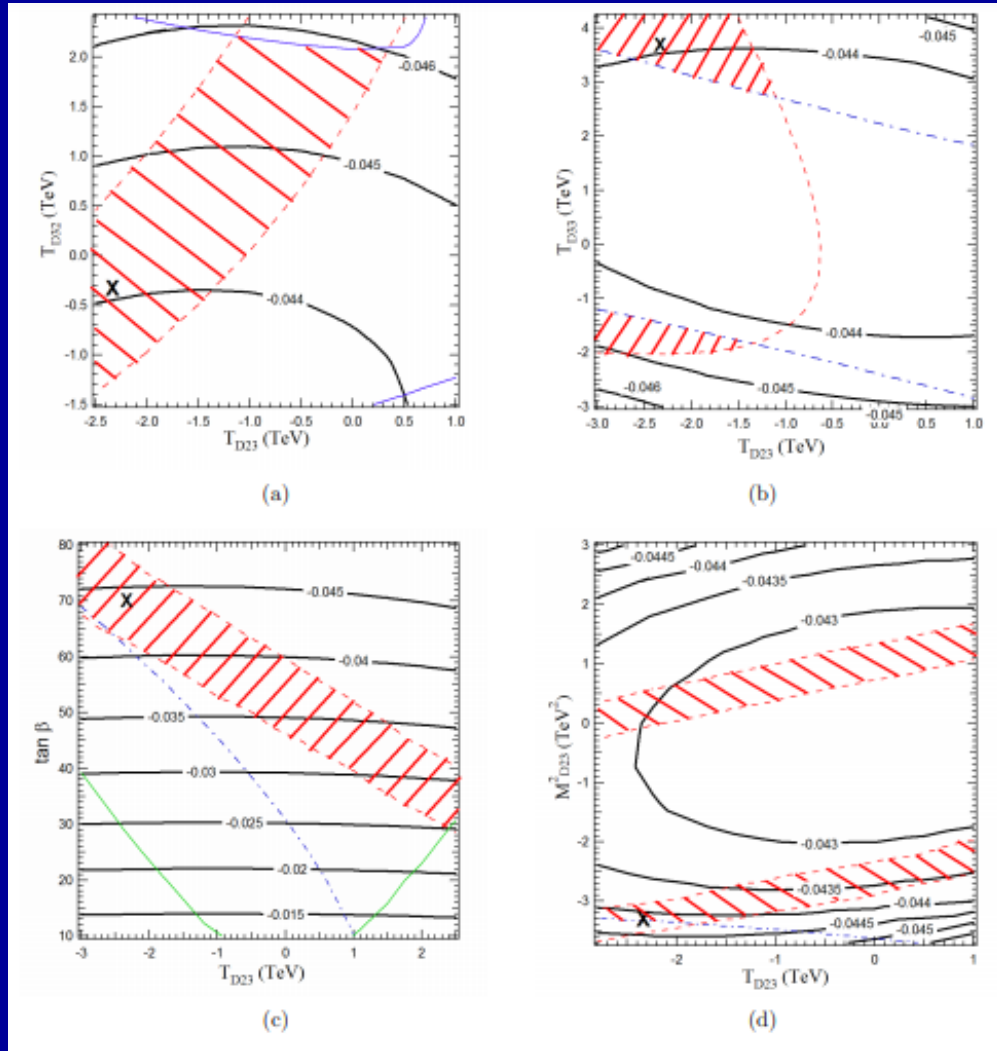 -0.046
-0.045
-0.044
2.0
1.5
1.0
0.5
0.0
-0.5
-1.0
-1.5
T_D32 (TeV)
X
-2.5 -2.0 -1.5 -1.0 -0.5 0.0 0.5 1.0
T_D23 (TeV)
(a)
-0.045
-0.044
-0.044
-0.045
-0.046
-0.045
4
3
2
1
0
-1
-2
-3
T_D33 (TeV)
X
-3.0 -2.5 -2.0 -1.5 -1.0 -0.5 0.0 0.5 1.0
T_D23 (TeV)
(b)
80
70
60
50
40
30
20
10
tan β
X
-0.045
-0.04
-0.035
-0.03
-0.025
-0.02
-0.015
-3 -2 -1 0 1 2
T_D23 (TeV)
(c)
3
2
1
0
-1
-2
-3
M²_D23 (TeV²)
-0.0445
-0.044
-0.0435
-0.043
-0.043
-0.0435
-0.044
-0.0445
-0.045
X
-2 -1 0 1
T_D23 (TeV)
(d)